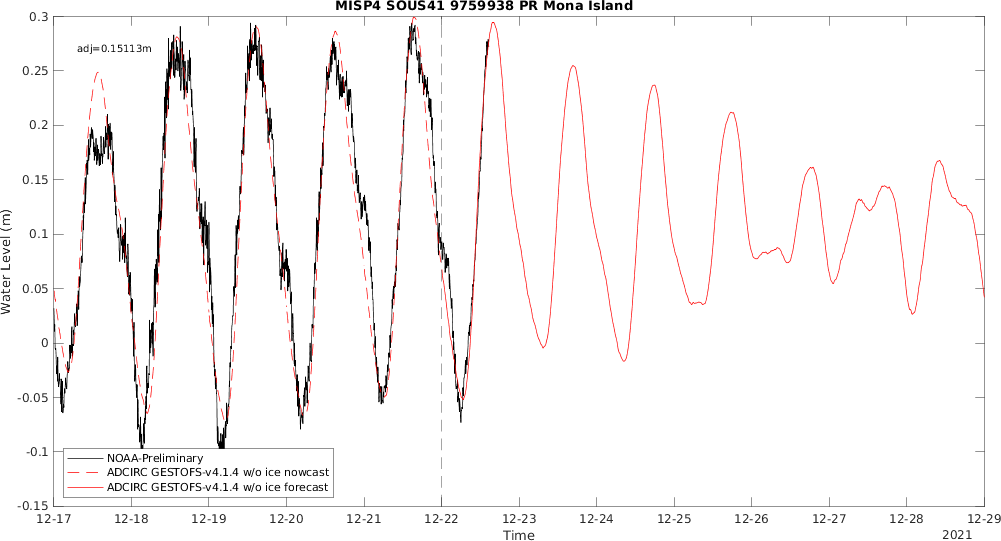 MISP4 SOUS41 9759938 PR Mona Island
adj=0.15113m
0.3
0.25
0.2
0.15
0.1
0.05
0
-0.05
-0.1
-0.15
Water Level (m)
NOAA-Preliminary
ADCIRC GESTOFS-v4.1.4 w/o ice nowcast
ADCIRC GESTOFS-v4.1.4 w/o ice forecast
12-17 12-18 12-19 12-20 12-21 12-22 12-23 12-24 12-25 12-26 12-27 12-28 12-29
Time
2021